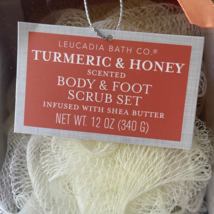 LEUCADIA BATH CO.®
TURMERIC & HONEY
SCENTED
BODY & FOOT
SCRUB SET
INFUSED WITH SHEA BUTTER
NET WT. 12 OZ (340 G)